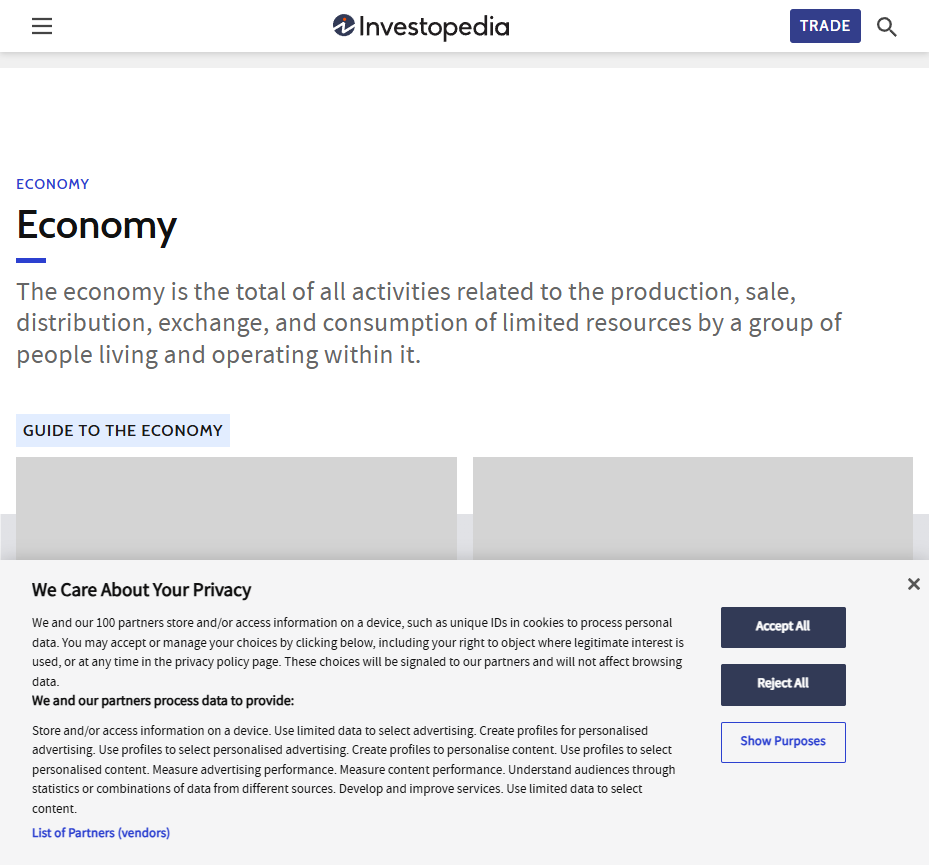 Investopedia
TRADE
ECONOMY
Economy
The economy is the total of all activities related to the production, sale,
distribution, exchange, and consumption of limited resources by a group of
people living and operating within it.
GUIDE TO THE ECONOMY
We Care About Your Privacy
We and our 100 partners store and/or access information on a device, such as unique IDs in cookies to process personal
data. You may accept or manage your choices by clicking below, including your right to object where legitimate interest is
used, or at any time in the privacy policy page. These choices will be signaled to our partners and will not affect browsing
data.
We and our partners process data to provide:
Store and/or access information on a device. Use limited data to select advertising. Create profiles for personalised
advertising. Use profiles to select personalised advertising. Create profiles to personalise content. Use profiles to select
personalised content. Measure advertising performance. Measure content performance. Understand audiences through
statistics or combinations of data from different sources. Develop and improve services. Use limited data to select
content.
List of Partners (vendors)
Accept All
Reject All
Show Purposes